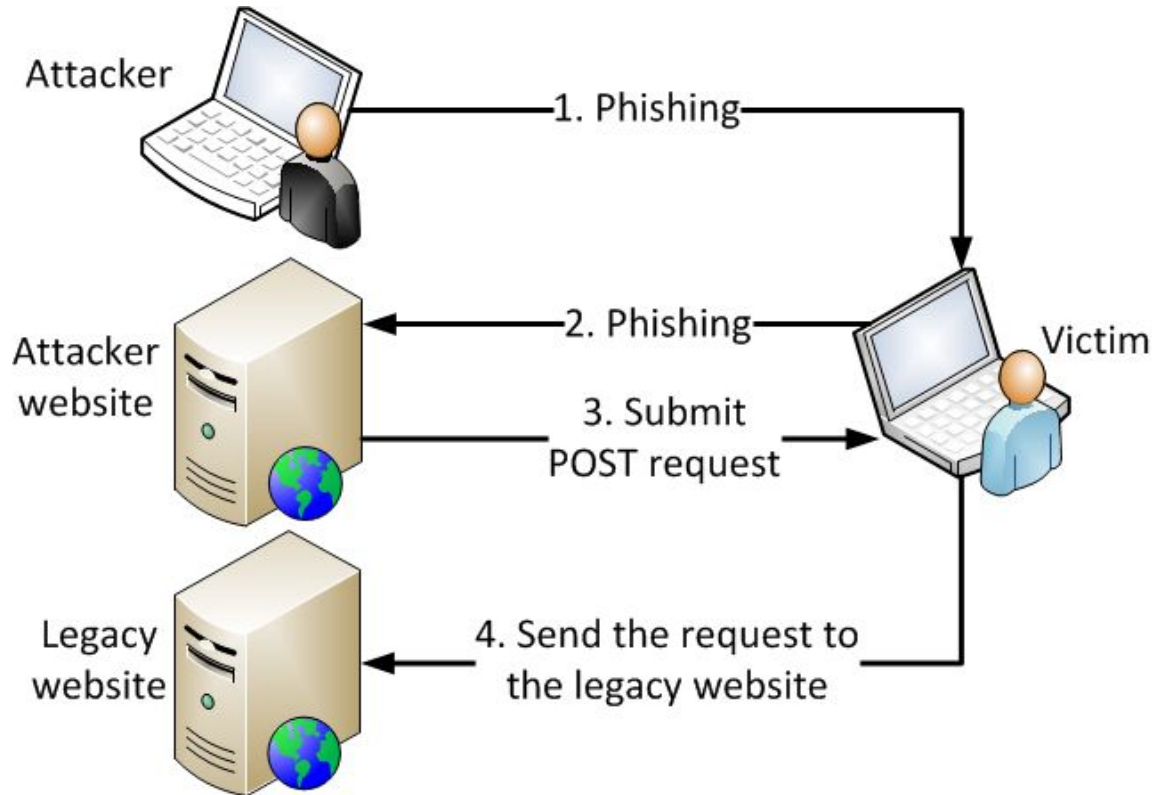 Attacker
1. Phishing
Attacker
website
2. Phishing
Victim
3. Submit
POST request
Legacy
website
4. Send the request to
the legacy website